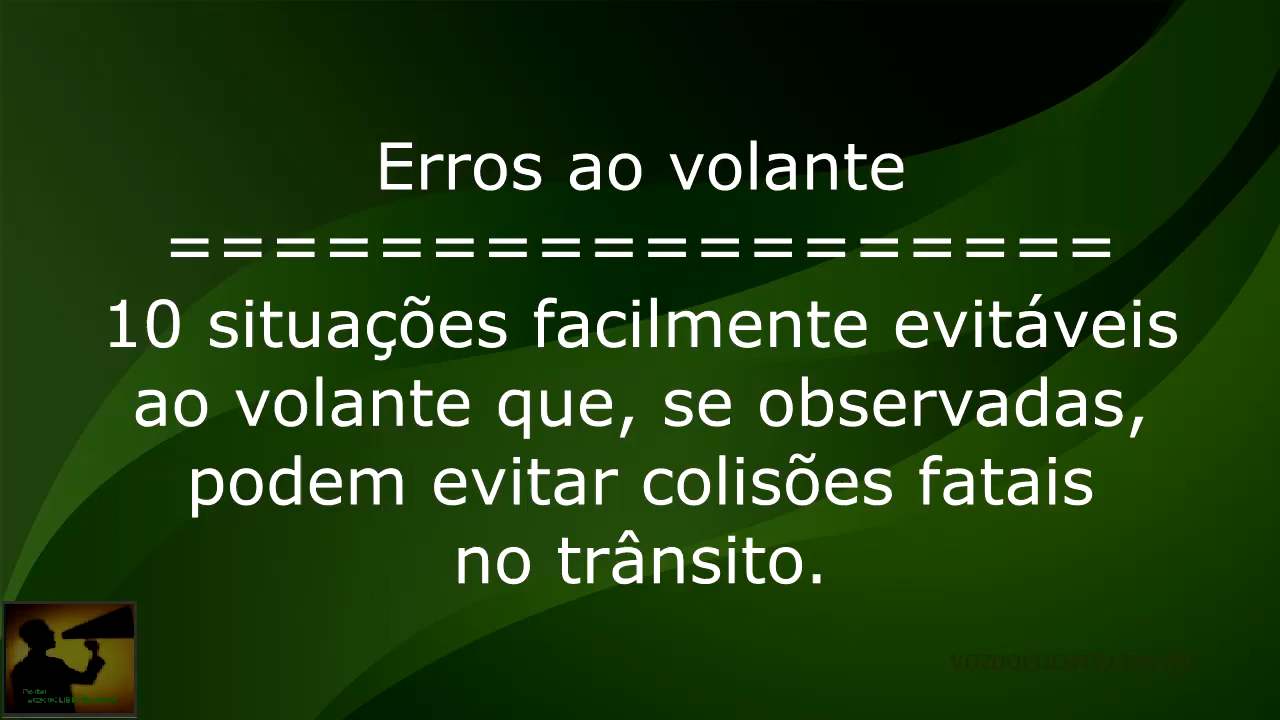 Erros ao volante
==================
10 situações facilmente evitáveis
ao volante que, se observadas,
podem evitar colisões fatais
no trânsito.